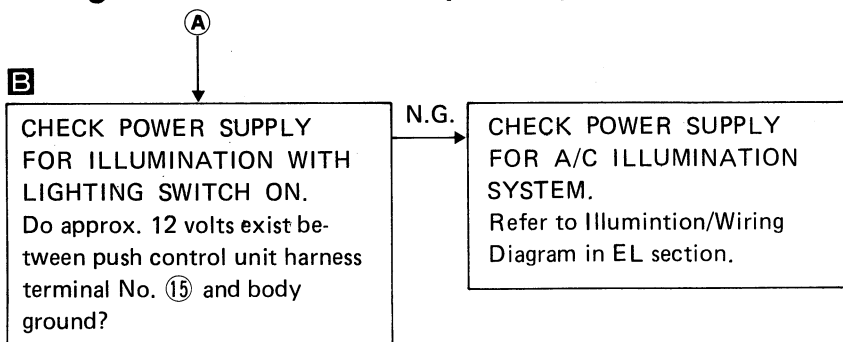 A
B
CHECK POWER SUPPLY
FOR ILLUMINATION WITH
LIGHTING SWITCH ON.
Do approx. 12 volts exist be-
tween push control unit harness
terminal No. ⑮ and body
ground?
N.G.
CHECK POWER SUPPLY
FOR A/C ILLUMINATION
SYSTEM.
Refer to Illumintion/Wiring
Diagram in EL section.